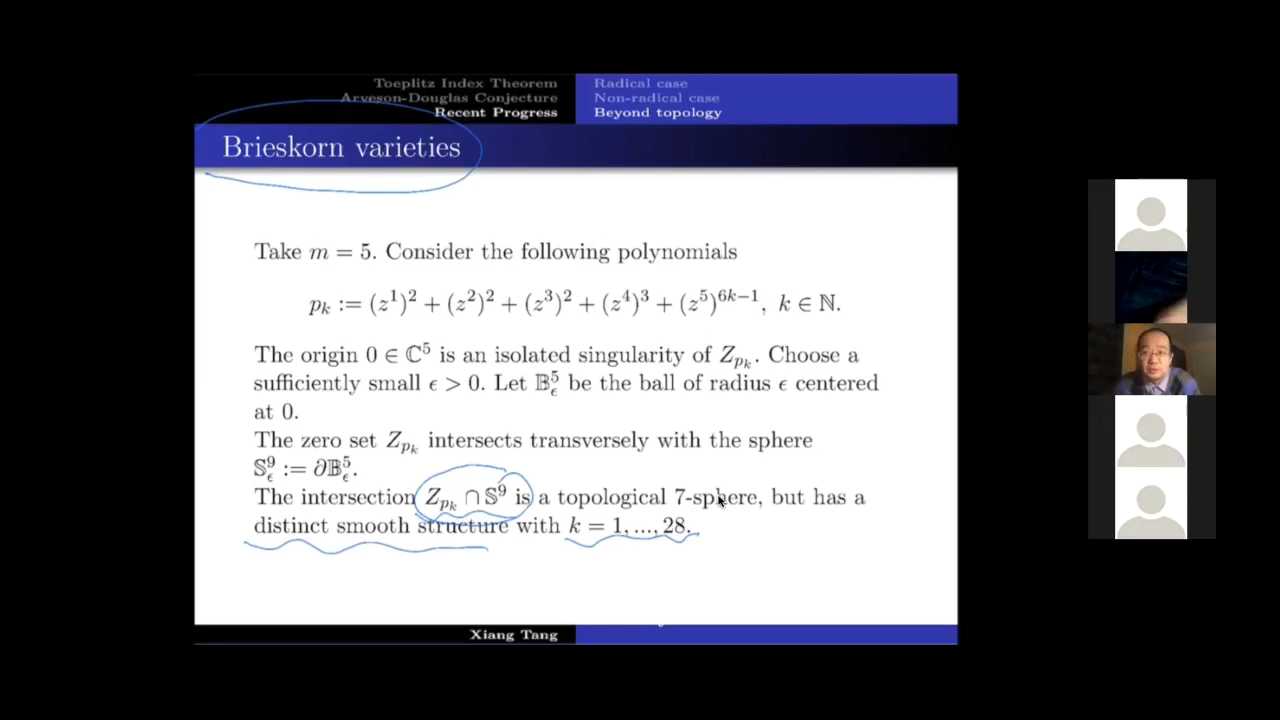 Toeplitz Index Theorem
Arveson-Douglas Conjecture
Recent Progress
Radical case
Non-radical case
Beyond topology
Brieskorn varieties
Take m = 5. Consider the following polynomials
p_k := (z^1)^2 + (z^2)^2 + (z^3)^2 + (z^4)^3 + (z^5)^{6k−1}, k ∈ ℕ.
The origin 0 ∈ ℂ^5 is an isolated singularity of Z_{p_k}. Choose a
sufficiently small ϵ > 0. Let 𝔹^5_ϵ be the ball of radius ϵ centered
at 0.
The zero set Z_{p_k} intersects transversely with the sphere
𝕊^9_ϵ := ∂𝔹^5_ϵ.
The intersection Z_{p_k} ∩ 𝕊^9 is a topological 7-sphere, but has a
distinct smooth structure with k = 1, ..., 28.
Xiang Tang